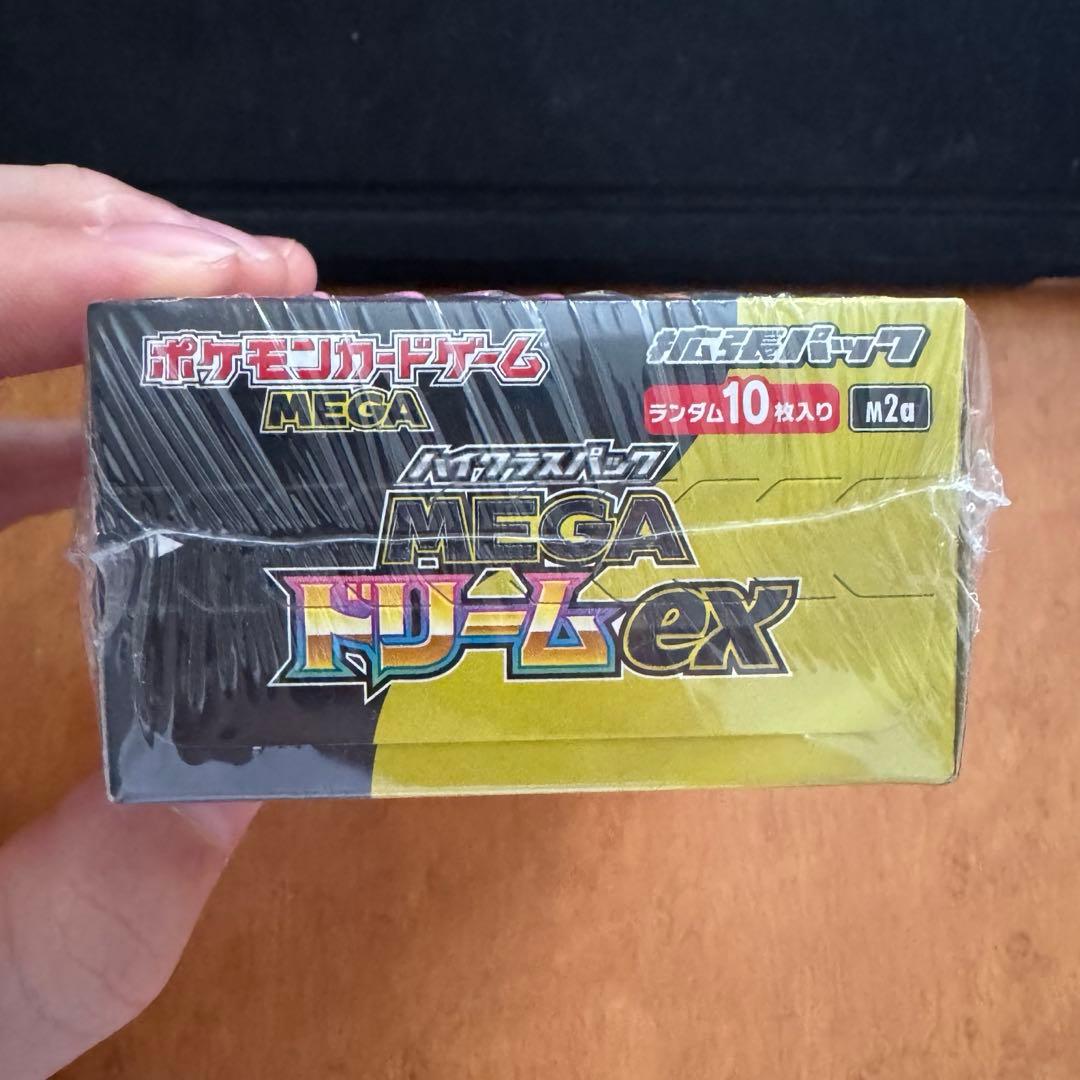 ポケモンカードゲーム
MEGA
拡張パック
ランダム10枚入り
M2a
ハイクラスパック
MEGA
ドリームex